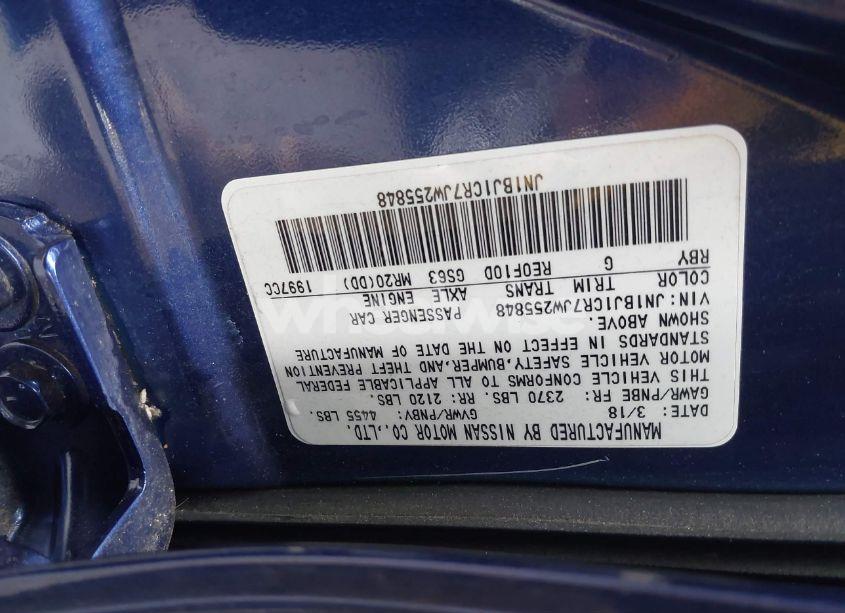 MANUFACTURED BY NISSAN MOTOR CO.,LTD.
DATE: 3/18 GVWR/PNBV: 4455 LBS.
GAWR/PNBE FR: 2370 LBS. RR: 2120 LBS.
THIS VEHICLE CONFORMS TO ALL APPLICABLE FEDERAL
MOTOR VEHICLE SAFETY,BUMPER,AND THEFT PREVENTION
STANDARDS IN EFFECT ON THE DATE OF MANUFACTURE
SHOWN ABOVE.
VIN:JN1BJ1CR7JW255848 PASSENGER CAR
COLOR TRIM TRANS AXLE ENGINE
RBY G RE0F10D GS63 MR20(DD) 1997CC
JN1BJ1CR7JW255848